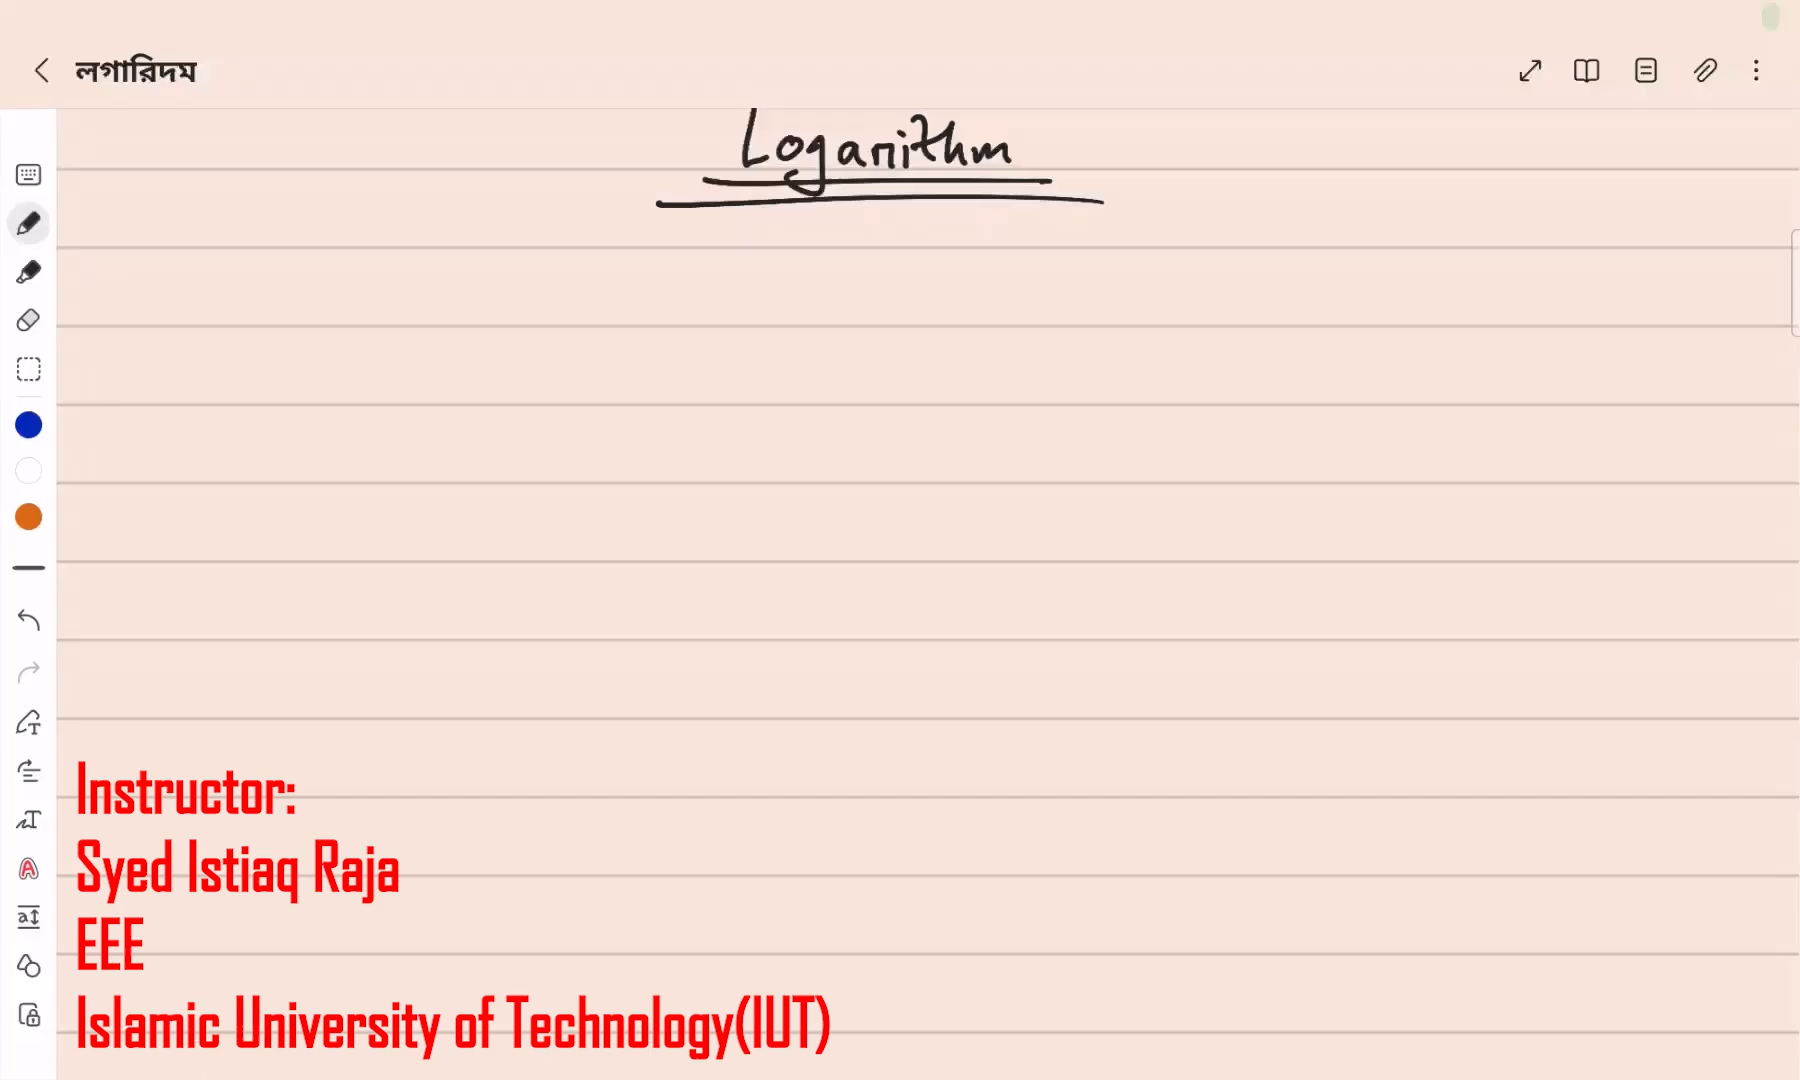 লগারিদম
Logarithm
Instructor:
Syed Istiaq Raja
EEE
Islamic University of Technology(IUT)